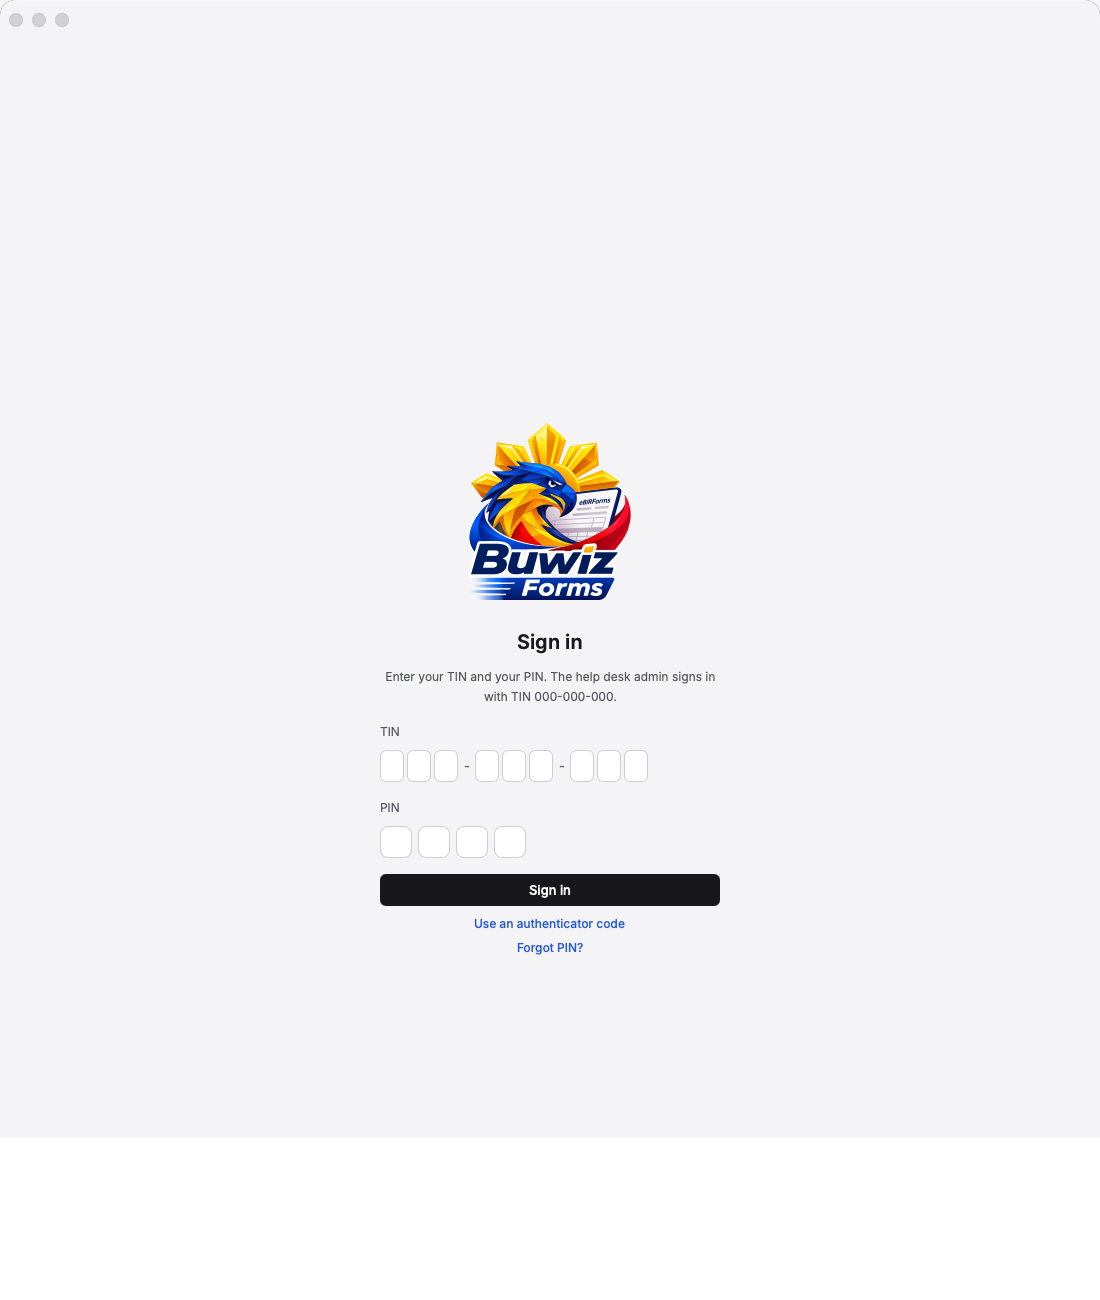 eBIRForms
Buwiz
Forms
Sign in
Enter your TIN and your PIN. The help desk admin signs in
with TIN 000-000-000.
TIN
- -
PIN
Sign in
Use an authenticator code
Forgot PIN?